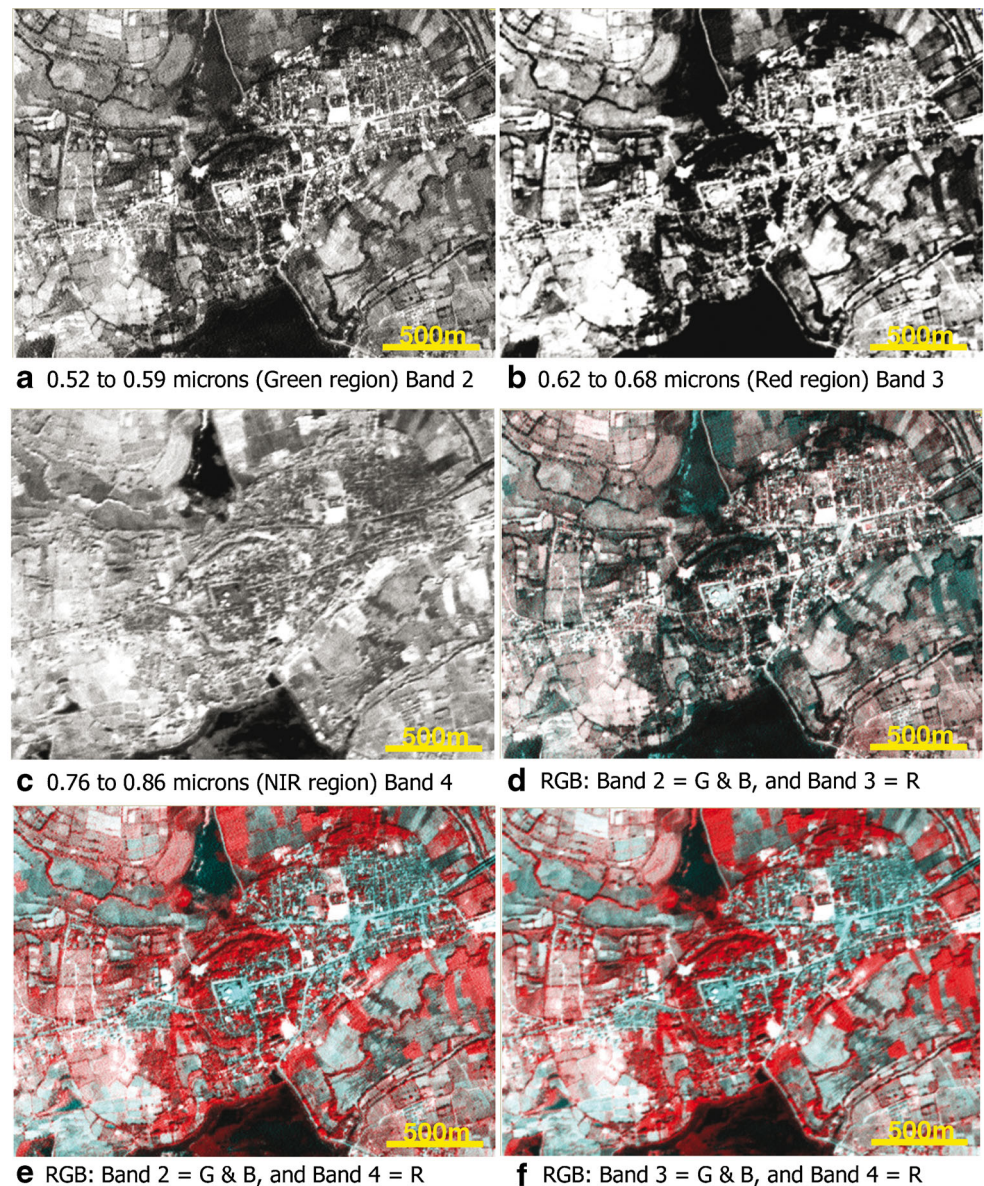 500m
500m
a 0.52 to 0.59 microns (Green region) Band 2
b 0.62 to 0.68 microns (Red region) Band 3
500m
500m
c 0.76 to 0.86 microns (NIR region) Band 4
d RGB: Band 2 = G & B, and Band 3 = R
500m
500m
e RGB: Band 2 = G & B, and Band 4 = R
f RGB: Band 3 = G & B, and Band 4 = R